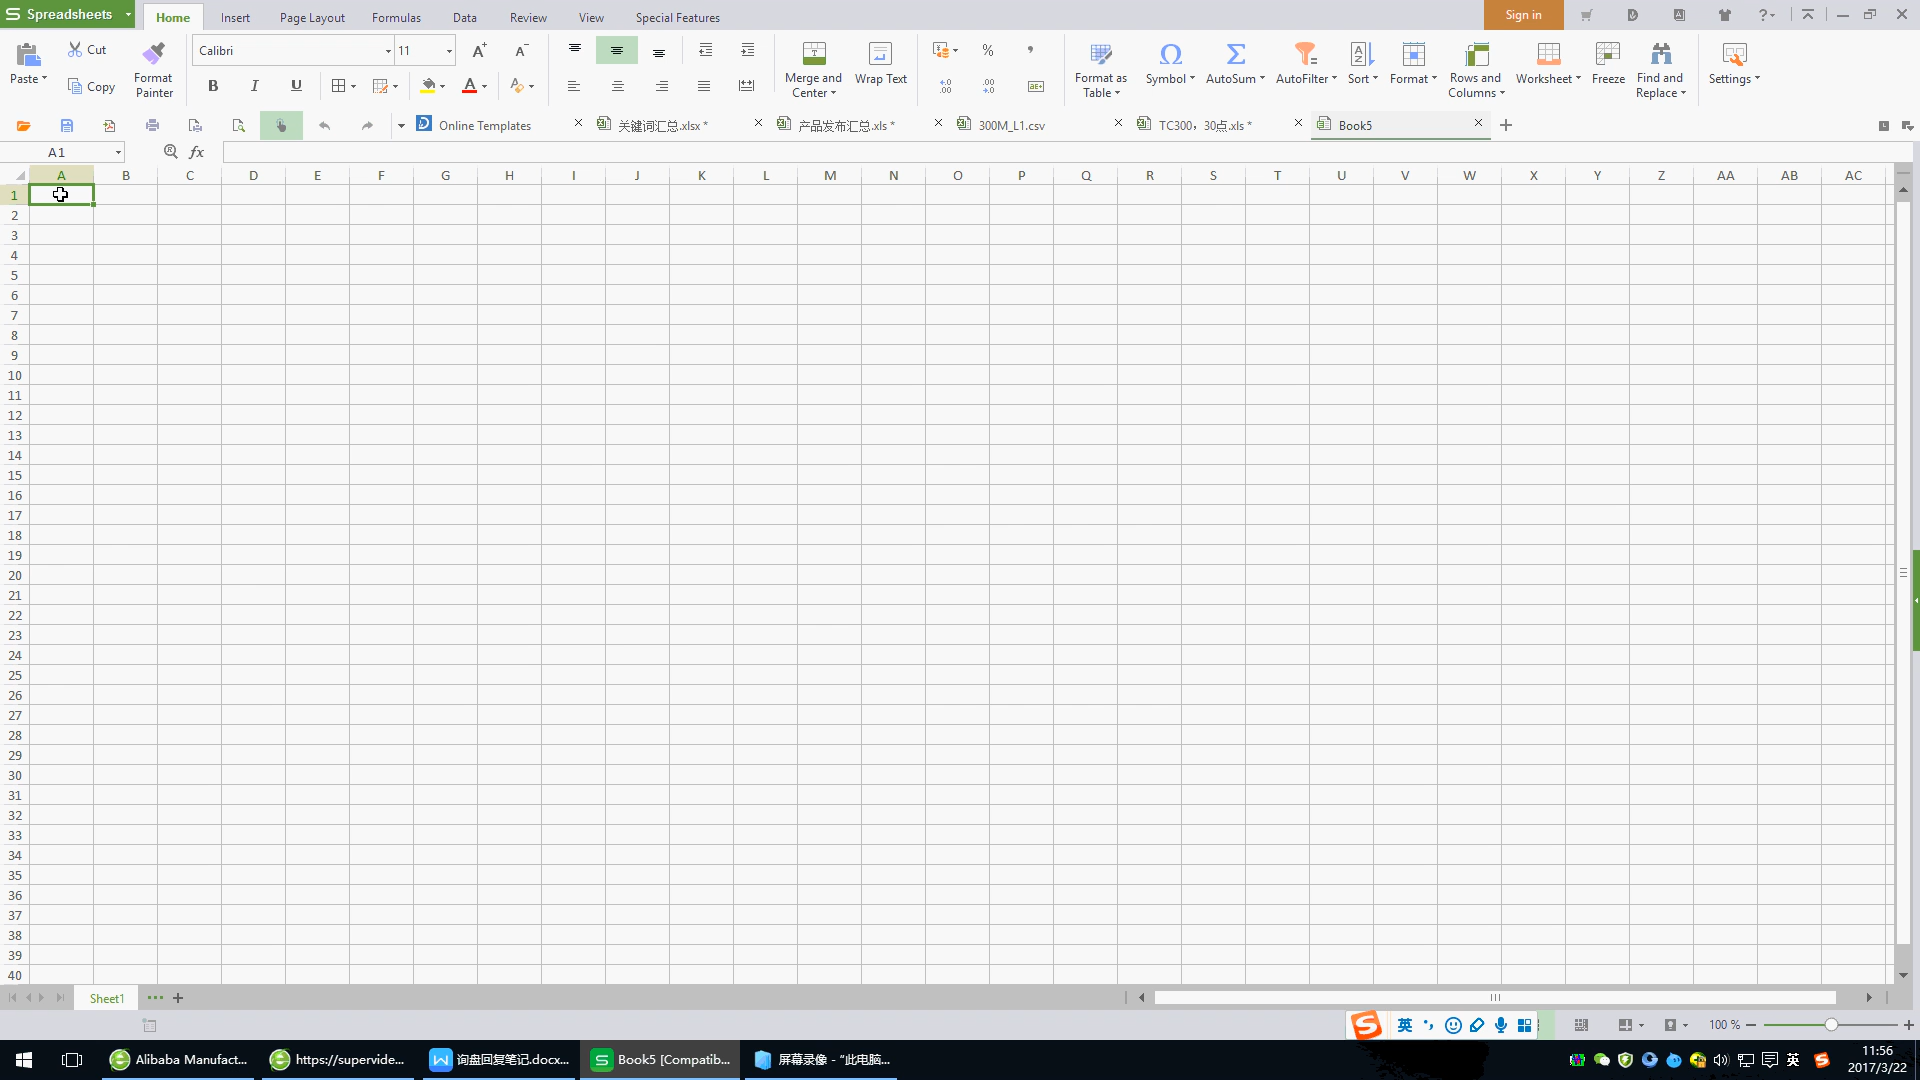 Spreadsheets
Home Insert Page Layout Formulas Data Review View Special Features
Sign in
Paste Cut Copy Format Painter
Calibri 11
B I U
Merge and Center
Wrap Text
Format as Table
Symbol
AutoSum
AutoFilter
Sort
Format
Rows and Columns
Worksheet
Freeze
Find and Replace
Settings
Online Templates
关键词汇总.xlsx *
产品发布汇总.xls *
300M_L1.csv
TC300，30点.xls *
Book5
A1
fx
A B C D E F G H I J K L M N O P Q R S T U V W X Y Z AA AB AC
1
2
3
4
5
6
7
8
9
10
11
12
13
14
15
16
17
18
19
20
21
22
23
24
25
26
27
28
29
30
31
32
33
34
35
36
37
38
39
40
Sheet1
英
100 %
Alibaba Manufact...
https://supervide...
询盘回复笔记.docx...
Book5 [Compatib...
屏幕录像 - "此电脑...
英
11:56
2017/3/22